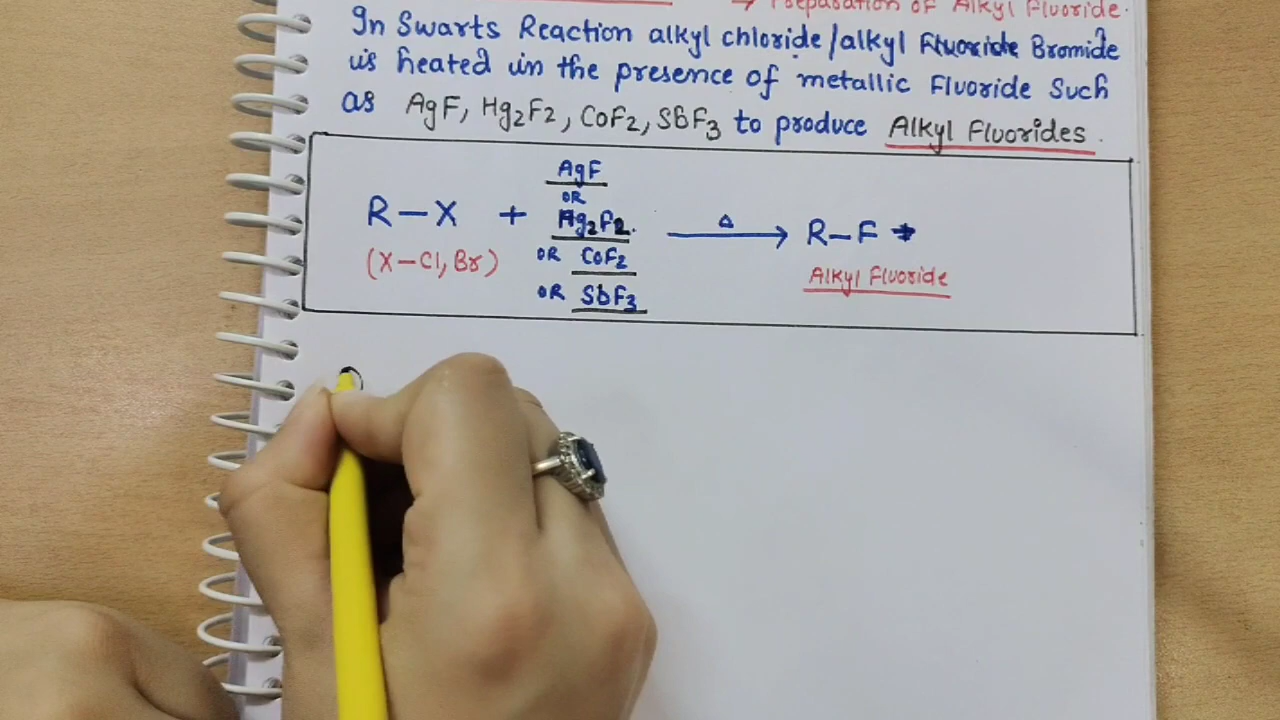 → Preparation of Alkyl Fluoride.
In Swarts Reaction alkyl chloride/alkyl Bromide
is heated in the presence of metallic Fluoride Such
as AgF, Hg2F2, CoF2, SbF3 to produce Alkyl Fluorides.
AgF
OR
R-X + Hg2F2. Δ → R-F
(X-Cl, Br) OR CoF2 Alkyl Fluoride
OR SbF3